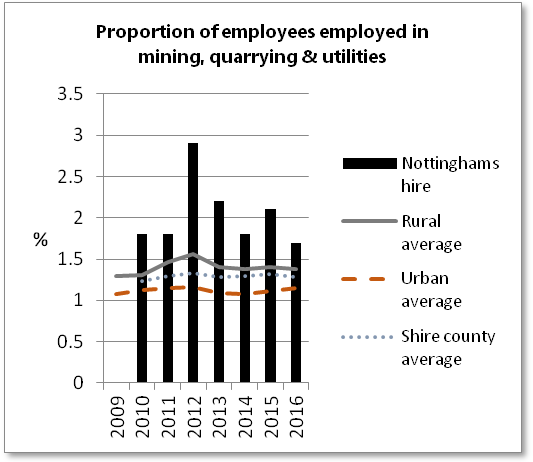 Proportion of employees employed in
mining, quarrying & utilities
3.5
3
2.5
2
1.5
1
0.5
0
%
2009 2010 2011 2012 2013 2014 2015 2016
Nottinghams
hire
Rural
average
Urban
average
Shire county
average